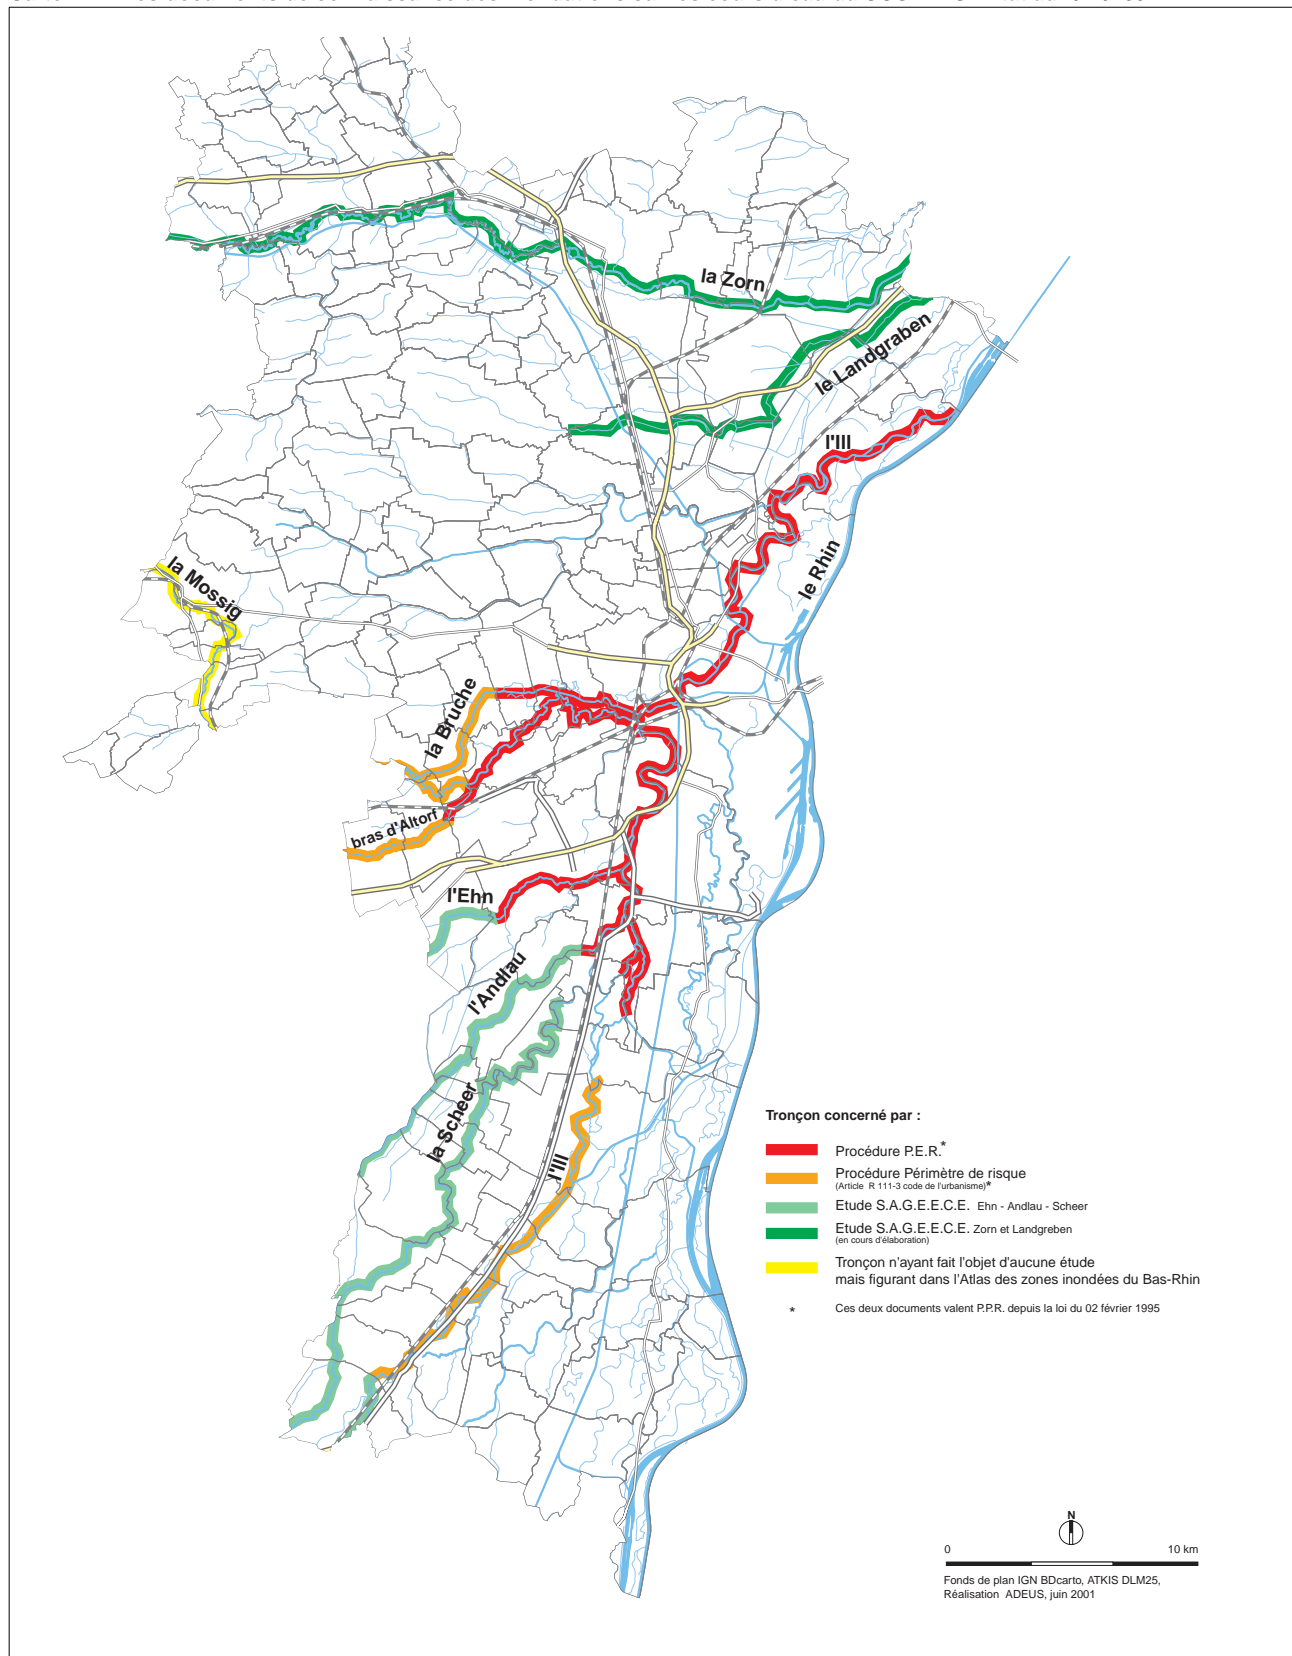 la Zorn
le Landgraben
l'Ill
le Rhin
la Mossig
la Bruche
bras d'Altorf
l'Ehn
l'Andlau
la Scheer
l'Ill
Tronçon concerné par :
Procédure P.E.R.*
Procédure Périmètre de risque
(Article R 111-3 code de l'urbanisme)*
Etude S.A.G.E.E.C.E. Ehn - Andlau - Scheer
Etude S.A.G.E.E.C.E. Zorn et Landgreben
(en cours d'élaboration)
Tronçon n'ayant fait l'objet d'aucune étude
mais figurant dans l'Atlas des zones inondées du Bas-Rhin
* Ces deux documents valent P.P.R. depuis la loi du 02 février 1995
N
0 10 km
Fonds de plan IGN BDcarto, ATKIS DLM25,
Réalisation ADEUS, juin 2001